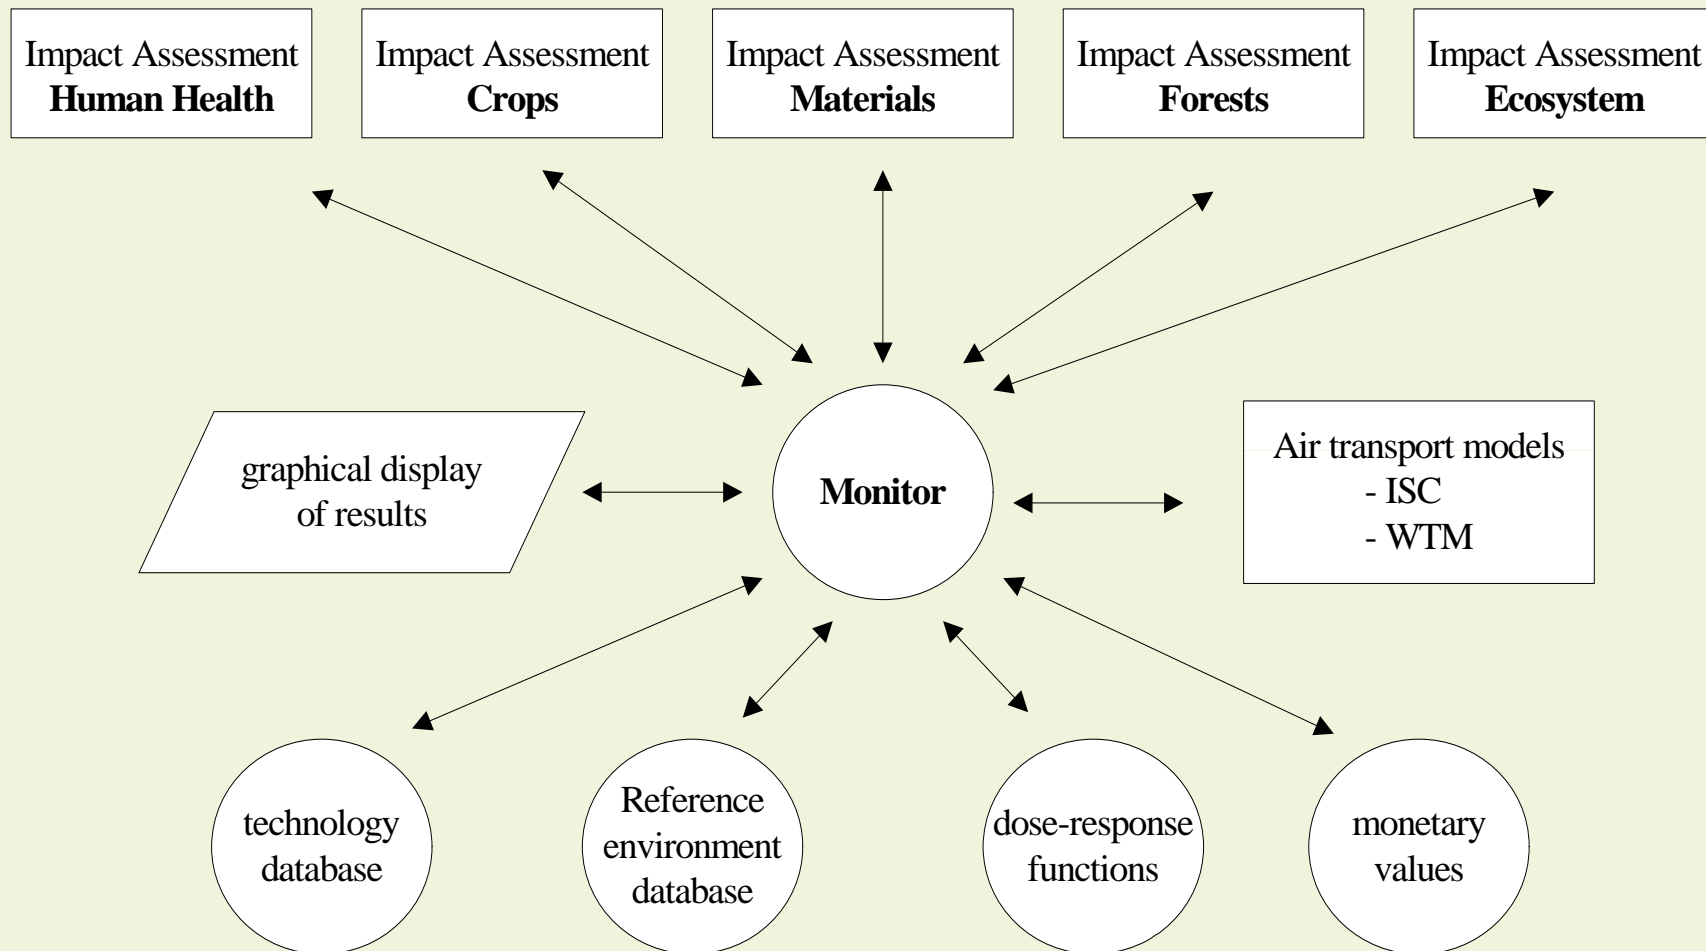 Impact Assessment
Human Health
Impact Assessment
Crops
Impact Assessment
Materials
Impact Assessment
Forests
Impact Assessment
Ecosystem
graphical display
of results
Monitor
Air transport models
- ISC
- WTM
technology
database
Reference
environment
database
dose-response
functions
monetary
values